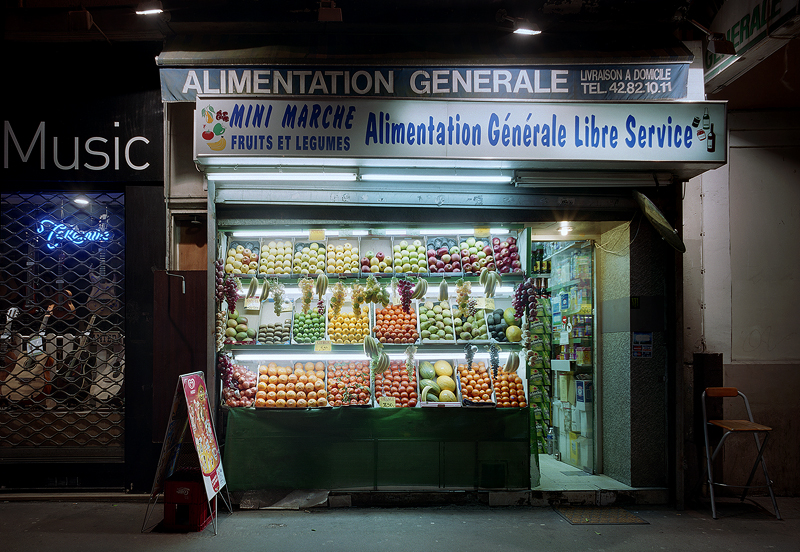 ALIMENTATION GENERALE
LIVRAISON A DOMICILE
TEL. 42.82.10.11
MINI MARCHE
FRUITS ET LEGUMES
Alimentation Générale Libre Service
Music
Takamine